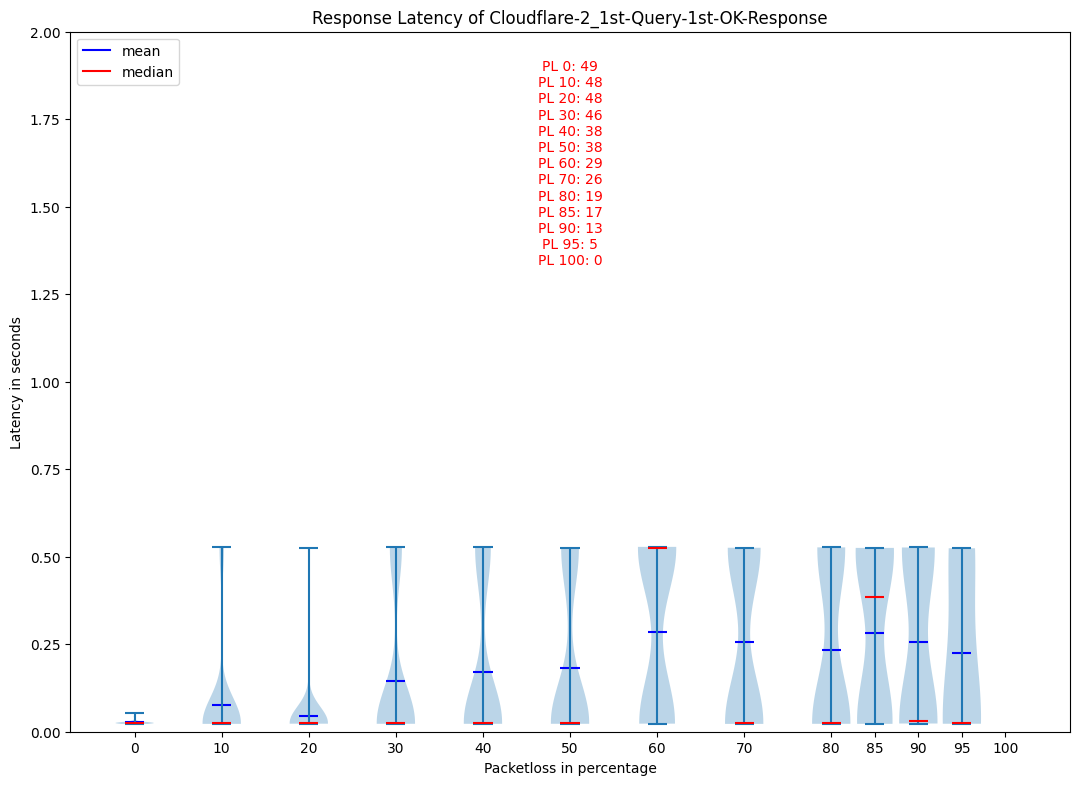 Response Latency of Cloudflare-2_1st-Query-1st-OK-Response
2.00
1.75
1.50
1.25
1.00
0.75
0.50
0.25
0.00
Latency in seconds
mean
median
PL 0: 49
PL 10: 48
PL 20: 48
PL 30: 46
PL 40: 38
PL 50: 38
PL 60: 29
PL 70: 26
PL 80: 19
PL 85: 17
PL 90: 13
PL 95: 5
PL 100: 0
0 10 20 30 40 50 60 70 80 85 90 95 100
Packetloss in percentage